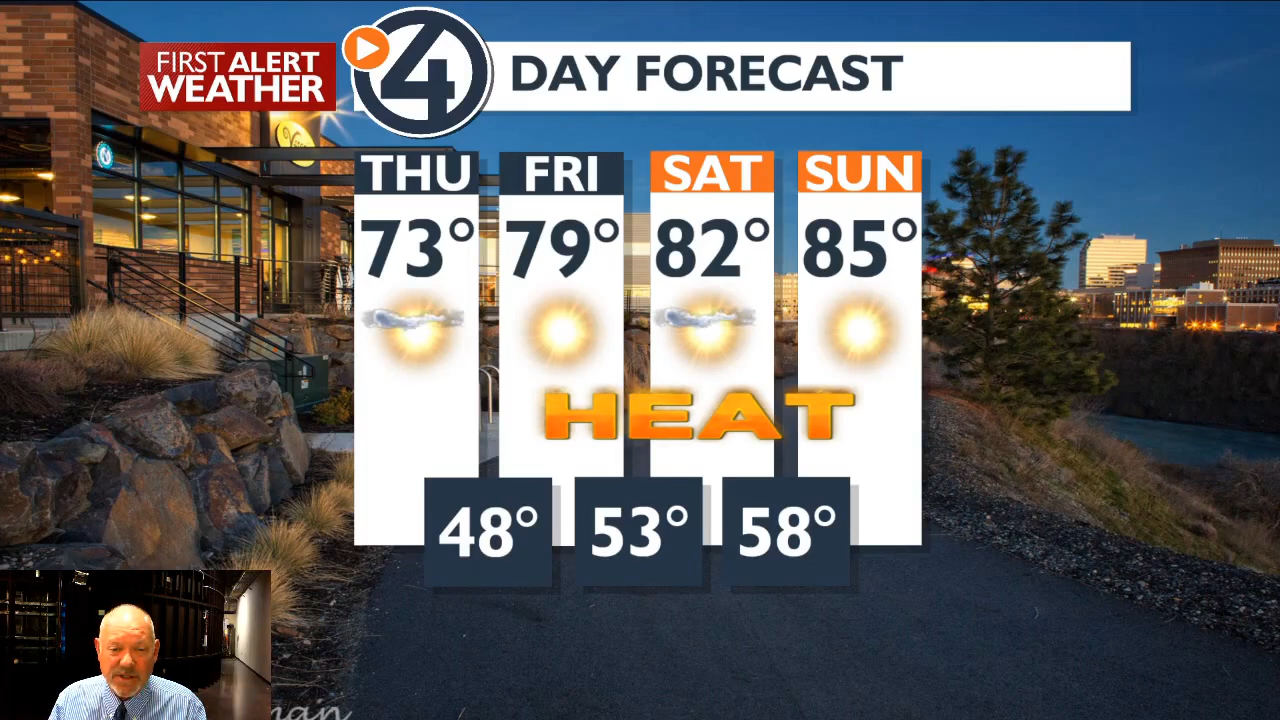 FIRST ALERT
WEATHER
4 DAY FORECAST
THU FRI SAT SUN
73° 79° 82° 85°
HEAT
48° 53° 58°